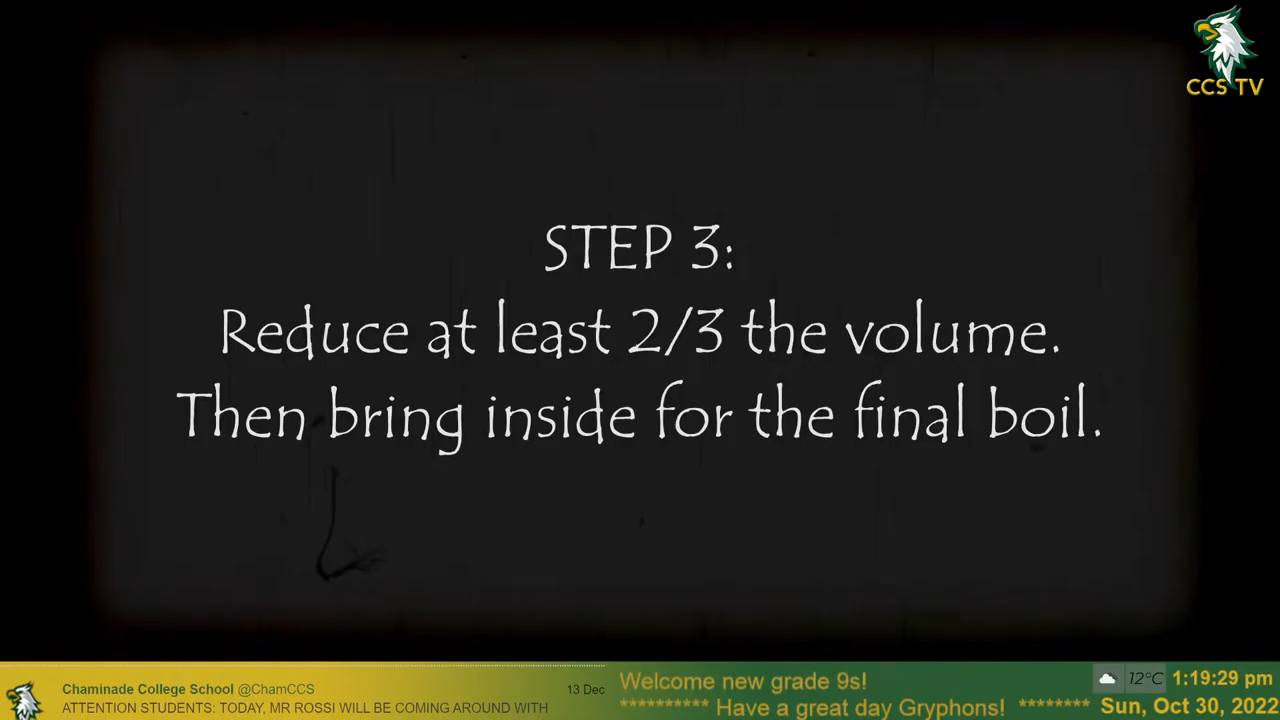 CCS TV
STEP 3:
Reduce at least 2/3 the volume.
Then bring inside for the final boil.
Chaminade College School @ChamCCS
13 Dec
ATTENTION STUDENTS: TODAY, MR ROSSI WILL BE COMING AROUND WITH
Welcome new grade 9s!
********** Have a great day Gryphons! ********
12°C
1:19:29 pm
Sun, Oct 30, 2022